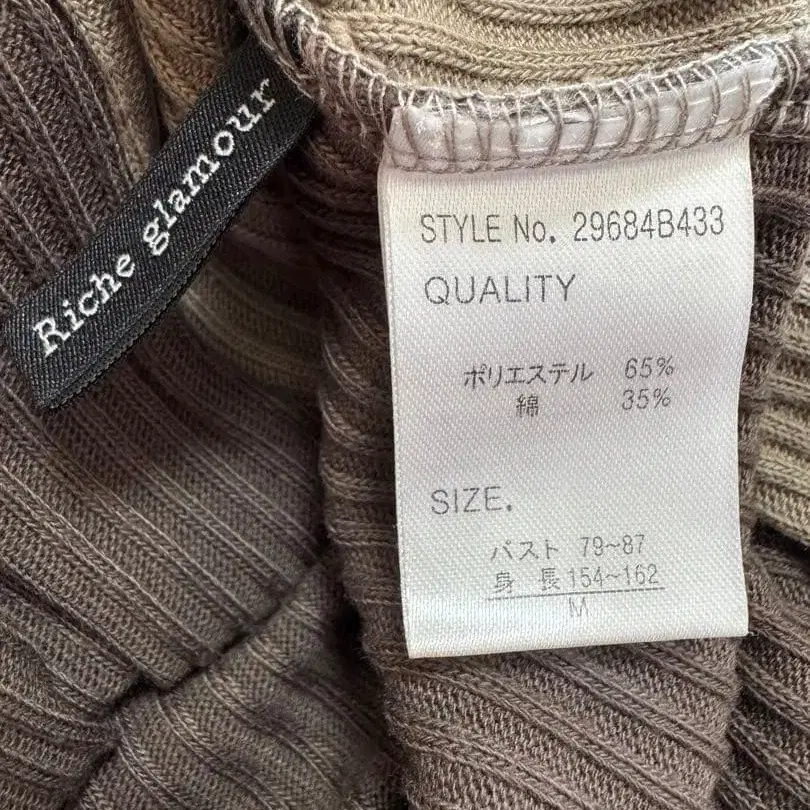 Riche glamour
STYLE No. 29684B433
QUALITY
ポリエステル 65%
綿 35%
SIZE.
バスト 79~87
身 長 154~162
M